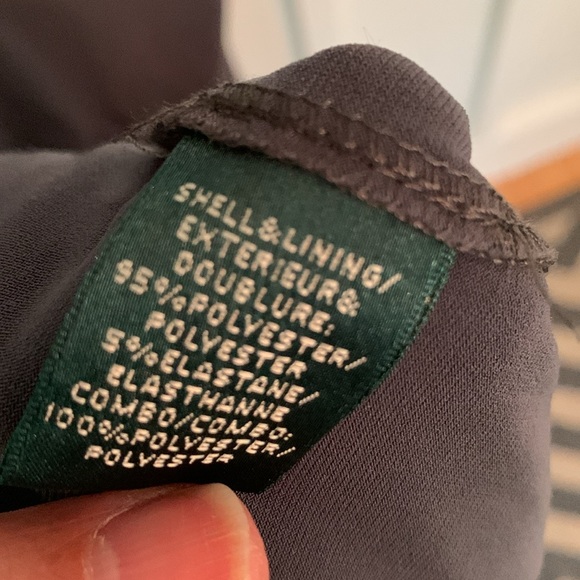 SHELL&LINING/
EXTERIEUR&
DOUBLURE:
95%POLYESTER/
POLYESTER
5%ELASTANE/
ELASTHANNE
COMBO/COMBO:
100%POLYESTER/
POLYESTER